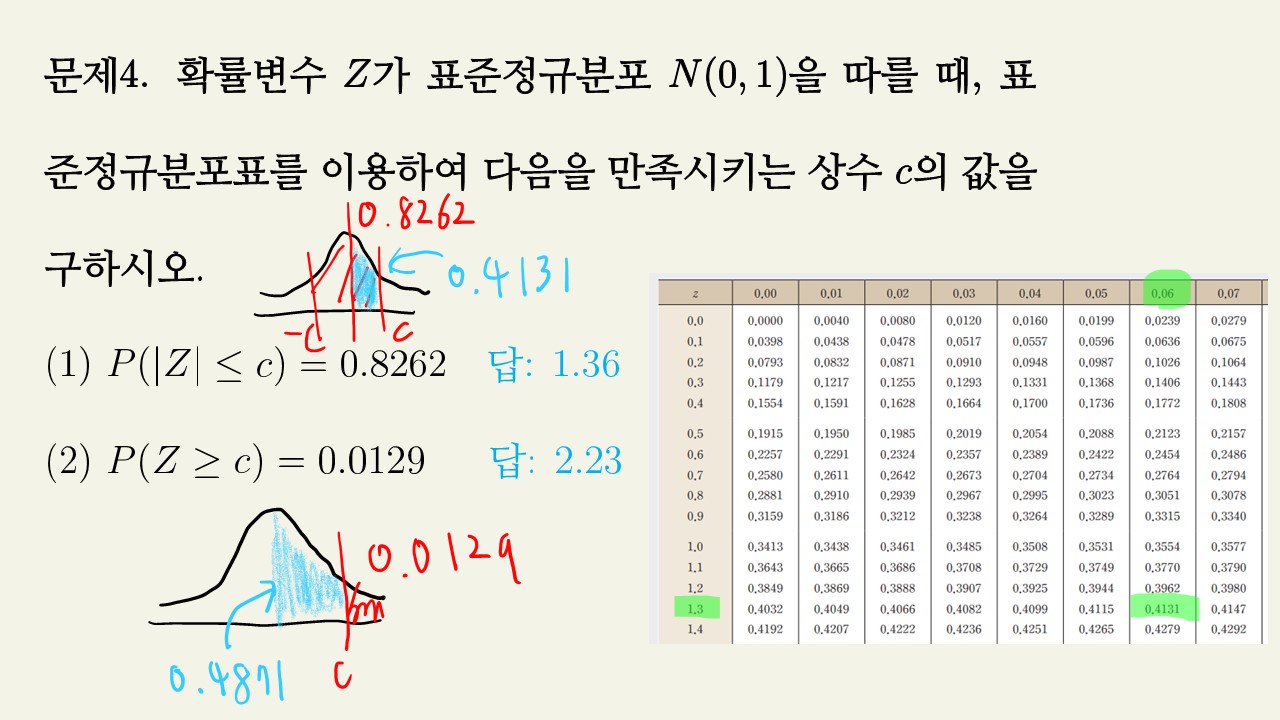 문제4. 확률변수 Z가 표준정규분포 N(0, 1)을 따를 때, 표
준정규분포표를 이용하여 다음을 만족시키는 상수 c의 값을
구하시오.
0.8262
0.4131
-c c
(1) P(|Z| ≤ c) = 0.8262 답: 1.36
(2) P(Z ≥ c) = 0.0129 답: 2.23
0.0129
0.4871
c
z 0.00 0.01 0.02 0.03 0.04 0.05 0.06 0.07
0.0 0.0000 0.0040 0.0080 0.0120 0.0160 0.0199 0.0239 0.0279
0.1 0.0398 0.0438 0.0478 0.0517 0.0557 0.0596 0.0636 0.0675
0.2 0.0793 0.0832 0.0871 0.0910 0.0948 0.0987 0.1026 0.1064
0.3 0.1179 0.1217 0.1255 0.1293 0.1331 0.1368 0.1406 0.1443
0.4 0.1554 0.1591 0.1628 0.1664 0.1700 0.1736 0.1772 0.1808
0.5 0.1915 0.1950 0.1985 0.2019 0.2054 0.2088 0.2123 0.2157
0.6 0.2257 0.2291 0.2324 0.2357 0.2389 0.2422 0.2454 0.2486
0.7 0.2580 0.2611 0.2642 0.2673 0.2704 0.2734 0.2764 0.2794
0.8 0.2881 0.2910 0.2939 0.2967 0.2995 0.3023 0.3051 0.3078
0.9 0.3159 0.3186 0.3212 0.3238 0.3264 0.3289 0.3315 0.3340
1.0 0.3413 0.3438 0.3461 0.3485 0.3508 0.3531 0.3554 0.3577
1.1 0.3643 0.3665 0.3686 0.3708 0.3729 0.3749 0.3770 0.3790
1.2 0.3849 0.3869 0.3888 0.3907 0.3925 0.3944 0.3962 0.3980
1.3 0.4032 0.4049 0.4066 0.4082 0.4099 0.4115 0.4131 0.4147
1.4 0.4192 0.4207 0.4222 0.4236 0.4251 0.4265 0.4279 0.4292